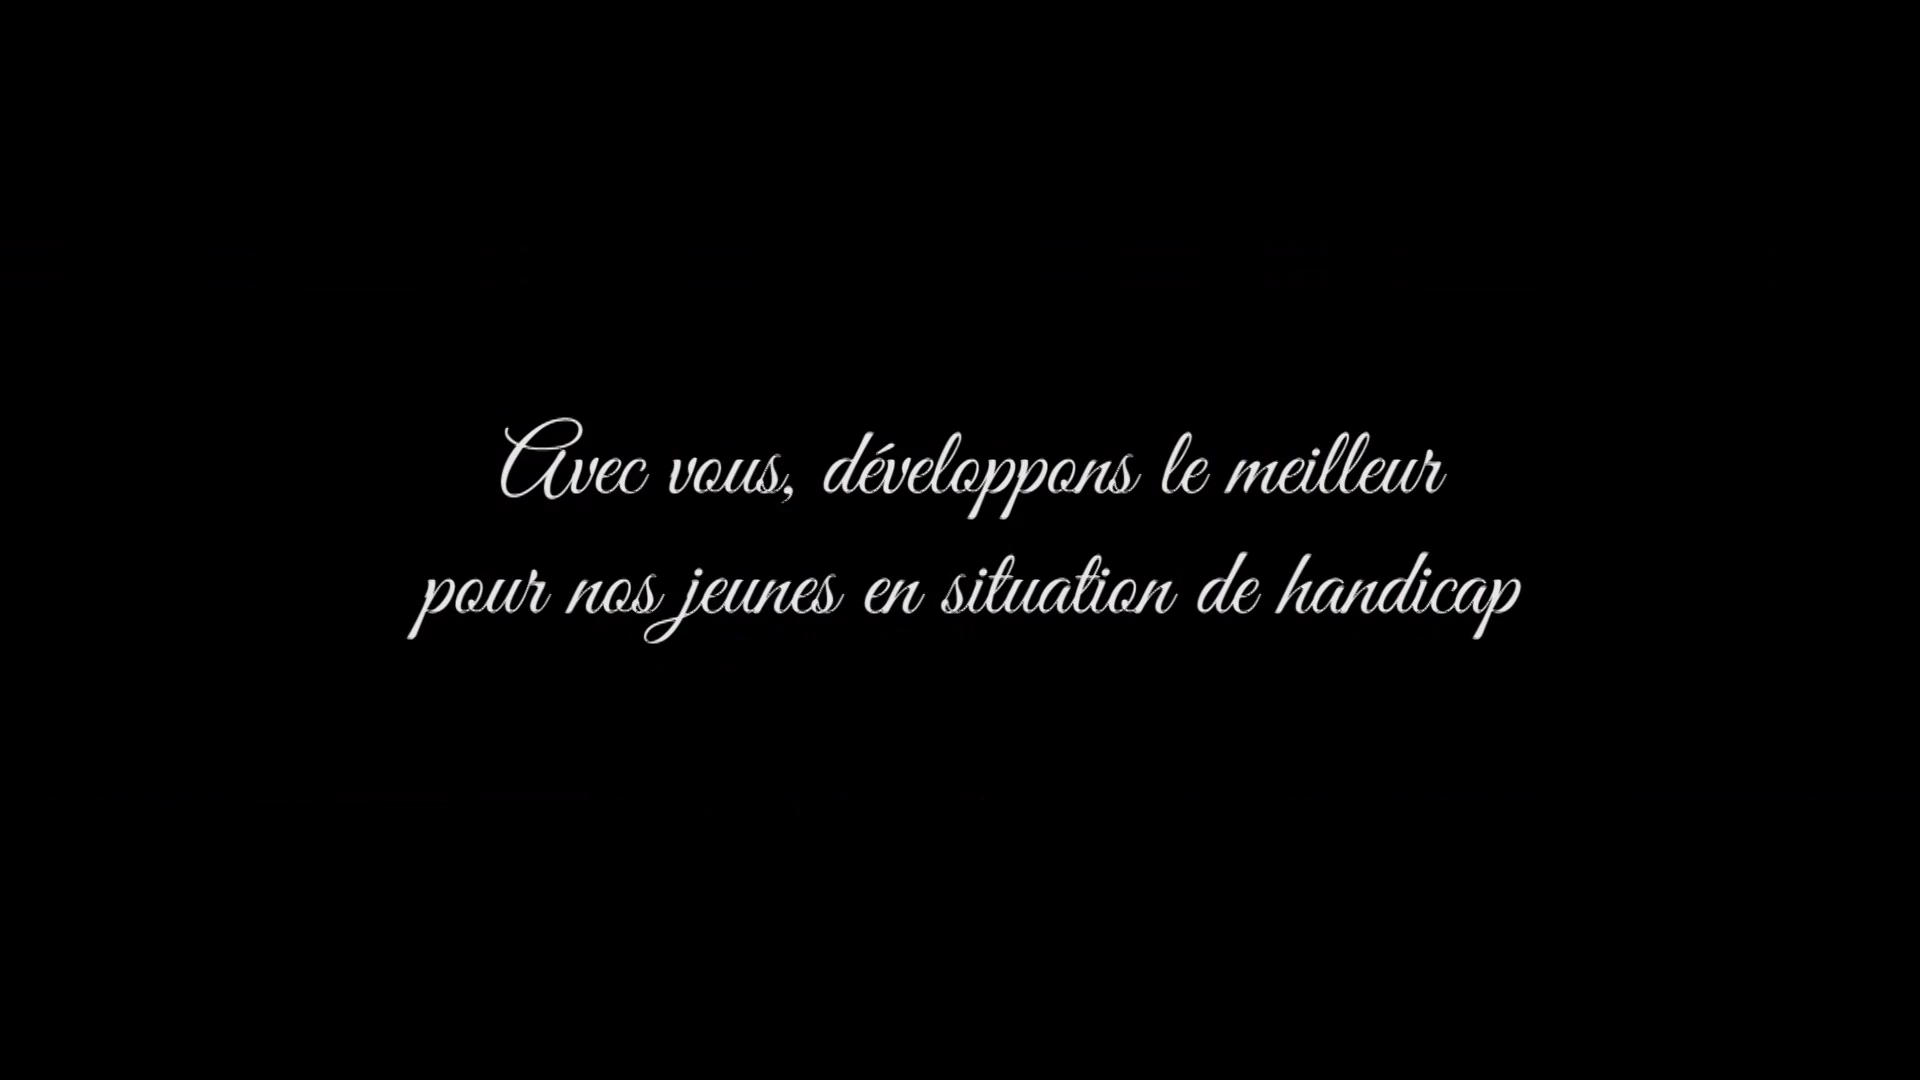 Avec vous, développons le meilleur
pour nos jeunes en situation de handicap